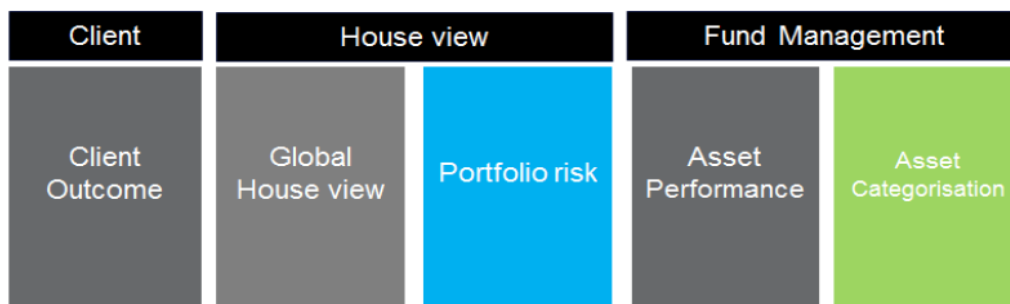 Client
House view
Fund Management
Client
Outcome
Global
House view
Portfolio risk
Asset
Performance
Asset
Categorisation